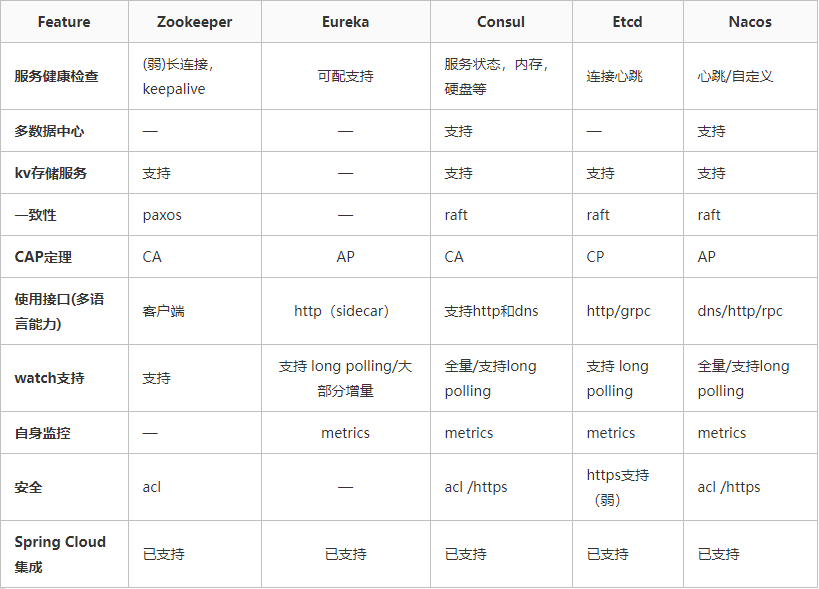 Feature Zookeeper Eureka Consul Etcd Nacos
服务健康检查 (弱)长连接，keepalive 可配支持 服务状态，内存，硬盘等 连接心跳 心跳/自定义
多数据中心 — — 支持 — 支持
kv存储服务 支持 — 支持 支持 支持
一致性 paxos — raft raft raft
CAP定理 CA AP CA CP AP
使用接口(多语言能力) 客户端 http（sidecar） 支持http和dns http/grpc dns/http/rpc
watch支持 支持 支持 long polling/大部分增量 全量/支持long polling 支持 long polling 全量/支持long polling
自身监控 — metrics metrics metrics metrics
安全 acl — acl /https https支持（弱） acl /https
Spring Cloud集成 已支持 已支持 已支持 已支持 已支持